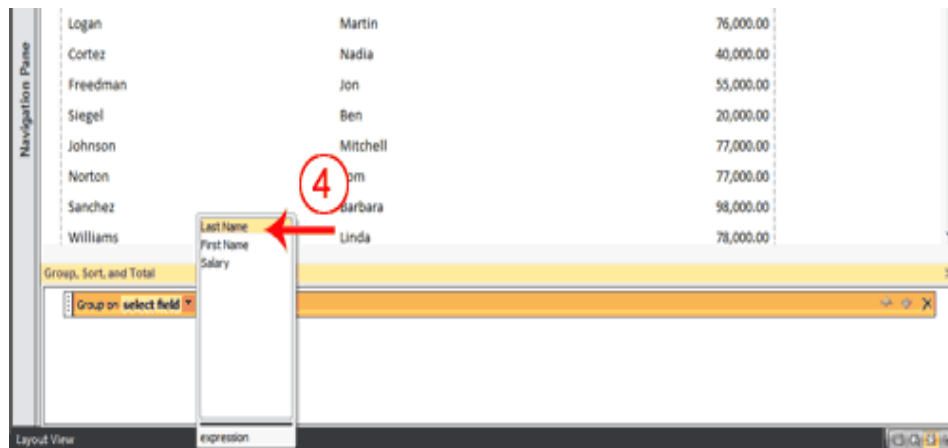 Navigation Pane
Logan Martin 76,000.00
Cortez Nadia 40,000.00
Freedman Jon 55,000.00
Siegel Ben 20,000.00
Johnson Mitchell 77,000.00
Norton 77,000.00
Sanchez Barbara 98,000.00
Williams Linda 78,000.00
4
Last Name
First Name
Salary
Group, Sort, and Total
Group on select field
expression
Layout View